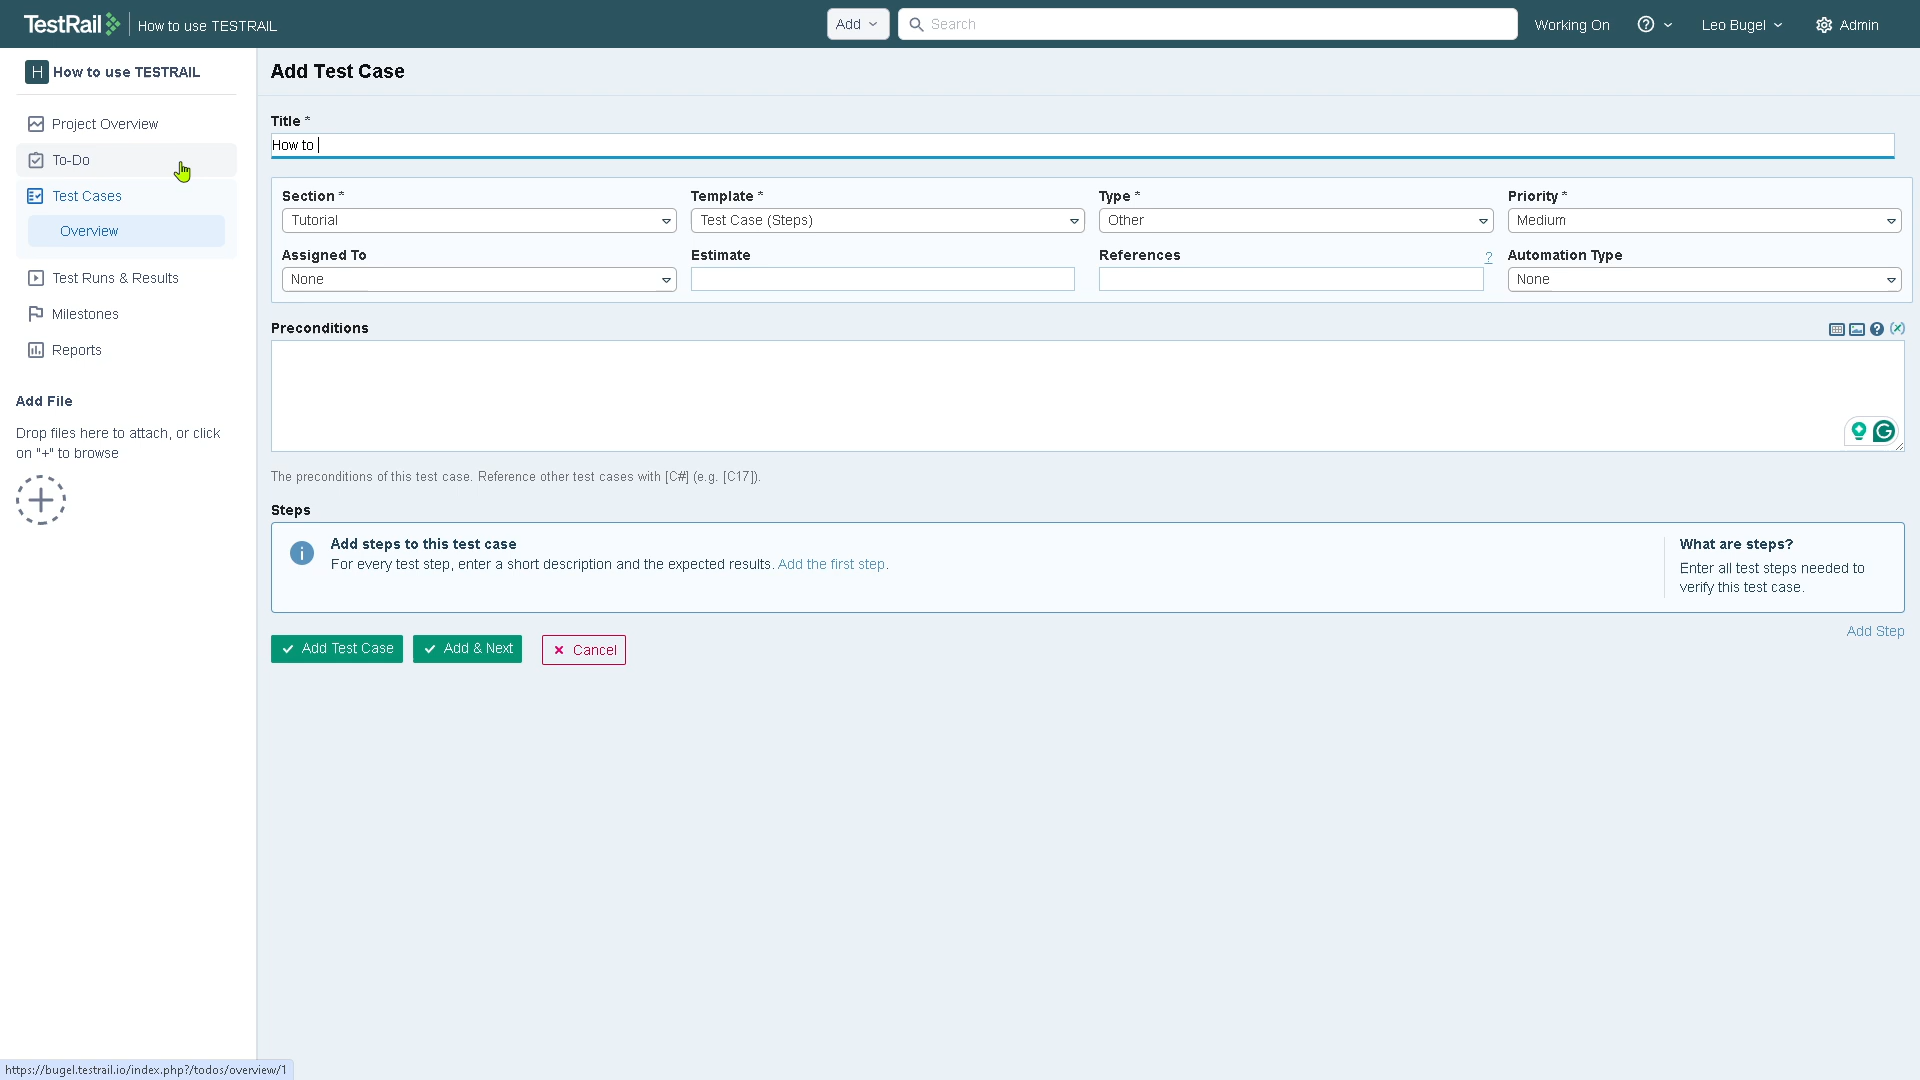 TestRail How to use TESTRAIL Add Search Working On Leo Bugel Admin
H How to use TESTRAIL
Project Overview
To-Do
Test Cases
Overview
Test Runs & Results
Milestones
Reports
Add File
Drop files here to attach, or click
on "+" to browse
Add Test Case
Title *
How to
Section * Template * Type * Priority *
Tutorial Test Case (Steps) Other Medium
Assigned To Estimate References ? Automation Type
None None
Preconditions
The preconditions of this test case. Reference other test cases with [C#] (e.g. [C17]).
Steps
Add steps to this test case
For every test step, enter a short description and the expected results. Add the first step.
What are steps?
Enter all test steps needed to
verify this test case.
Add Step
Add Test Case Add & Next Cancel
https://bugel.testrail.io/index.php?/todos/overview/1